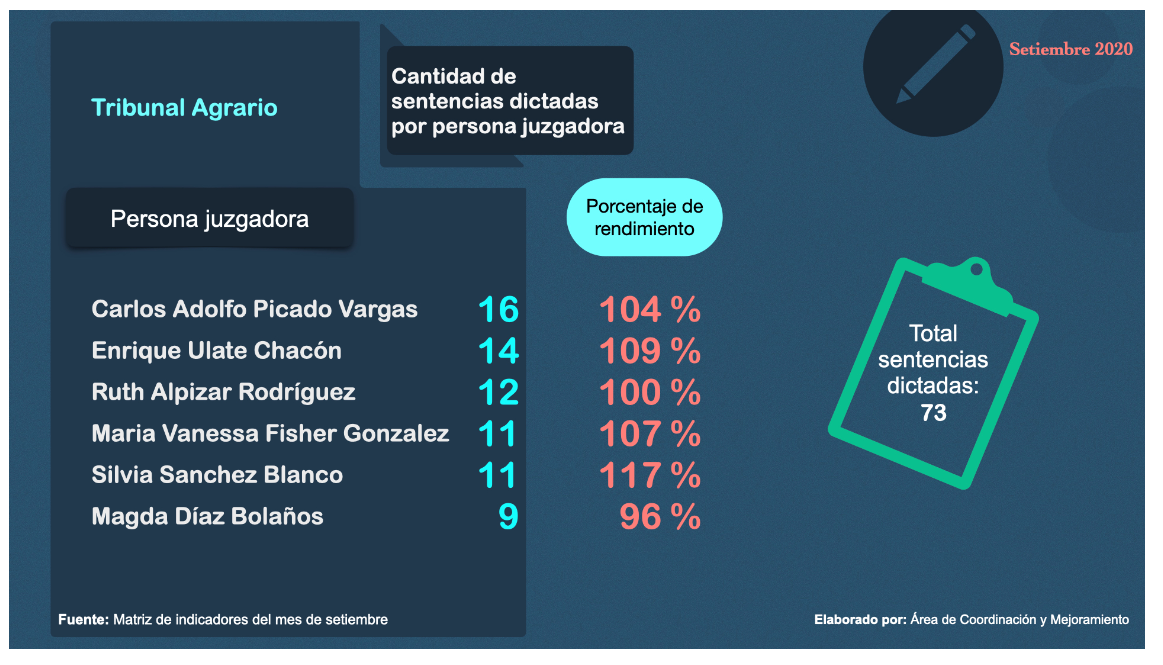 Setiembre 2020
Tribunal Agrario
Cantidad de
sentencias dictadas
por persona juzgadora
Persona juzgadora
Porcentaje de
rendimiento
Carlos Adolfo Picado Vargas 16 104 %
Enrique Ulate Chacón 14 109 %
Ruth Alpizar Rodríguez 12 100 %
Maria Vanessa Fisher Gonzalez 11 107 %
Silvia Sanchez Blanco 11 117 %
Magda Díaz Bolaños 9 96 %
Total
sentencias
dictadas:
73
Fuente: Matriz de indicadores del mes de setiembre
Elaborado por: Área de Coordinación y Mejoramiento